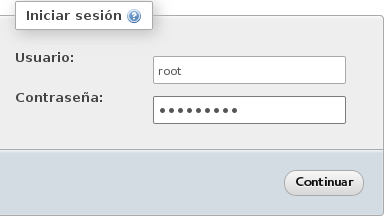 Iniciar sesión
Usuario:
root
Contraseña:
•••••••••
Continuar